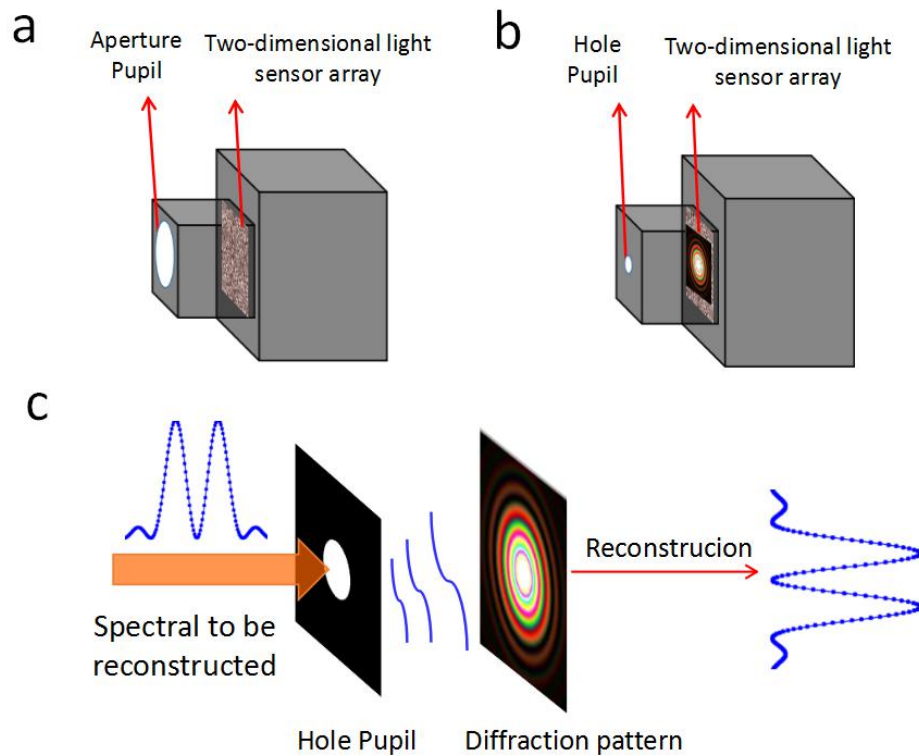 a
Aperture
Pupil
Two-dimensional light
sensor array
b
Hole
Pupil
Two-dimensional light
sensor array
c
Spectral to be
reconstructed
Hole Pupil
Diffraction pattern
Reconstrucion